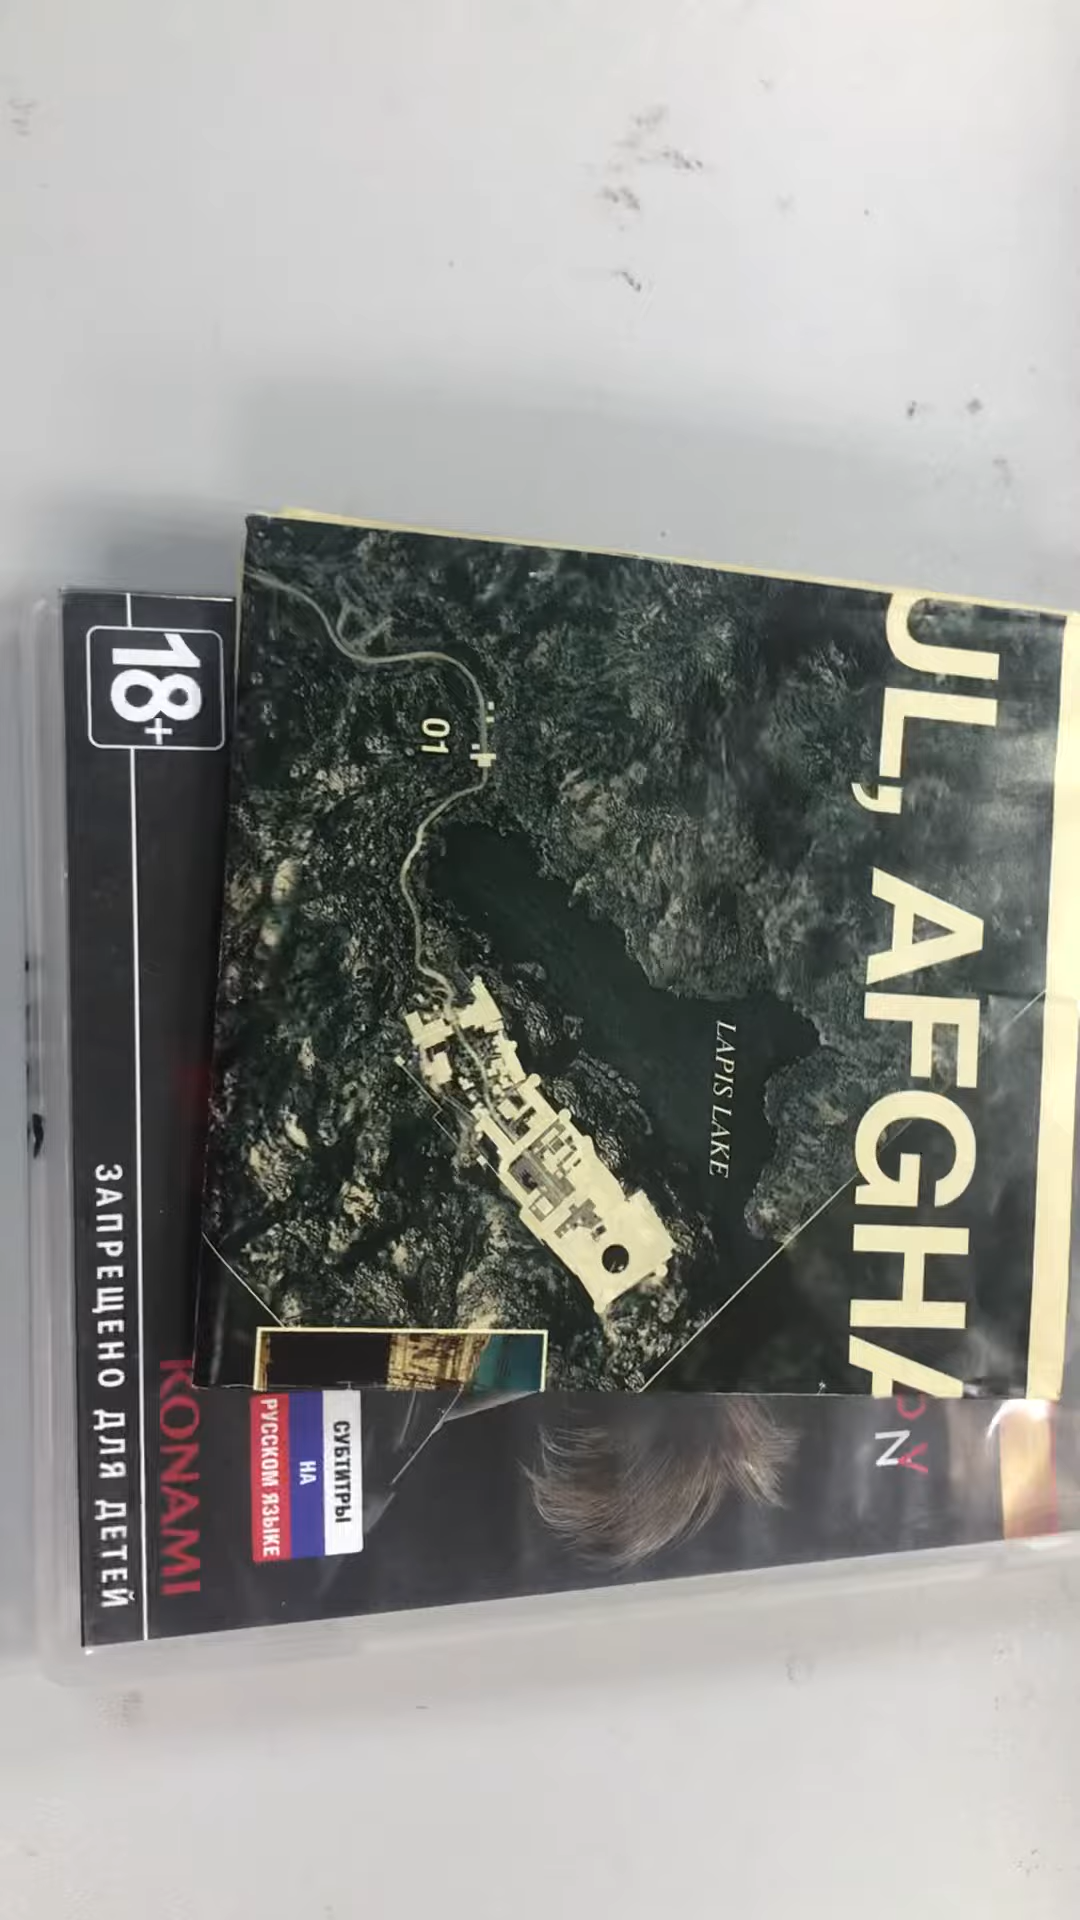 UL, AFGHA
LAPIS LAKE
01
18+
ЗАПРЕЩЕНО ДЛЯ ДЕТЕЙ
KONAMI
СУБТИТРЫ
НА
РУССКОМ ЯЗЫКЕ